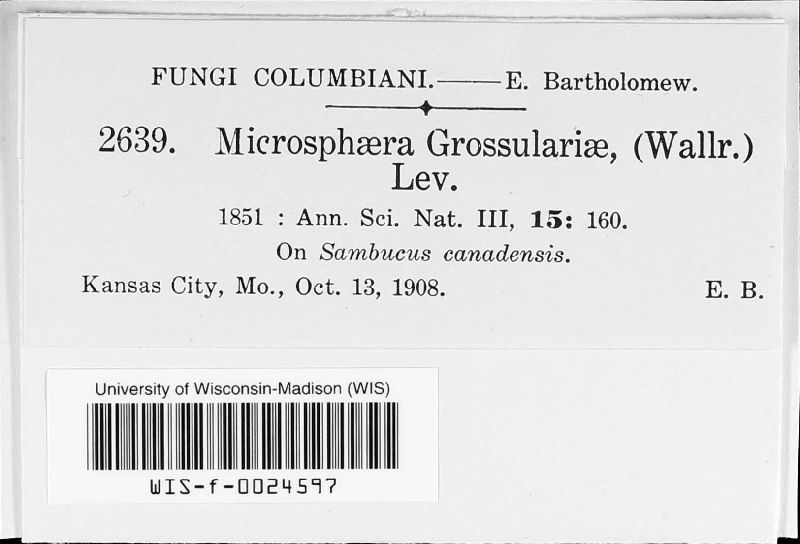 FUNGI COLUMBIANI.——E. Bartholomew.
2639. Microsphæra Grossulariæ, (Wallr.)
Lev.
1851 : Ann. Sci. Nat. III, 15: 160.
On Sambucus canadensis.
Kansas City, Mo., Oct. 13, 1908. E. B.
University of Wisconsin-Madison (WIS)
WIS-f-0024597